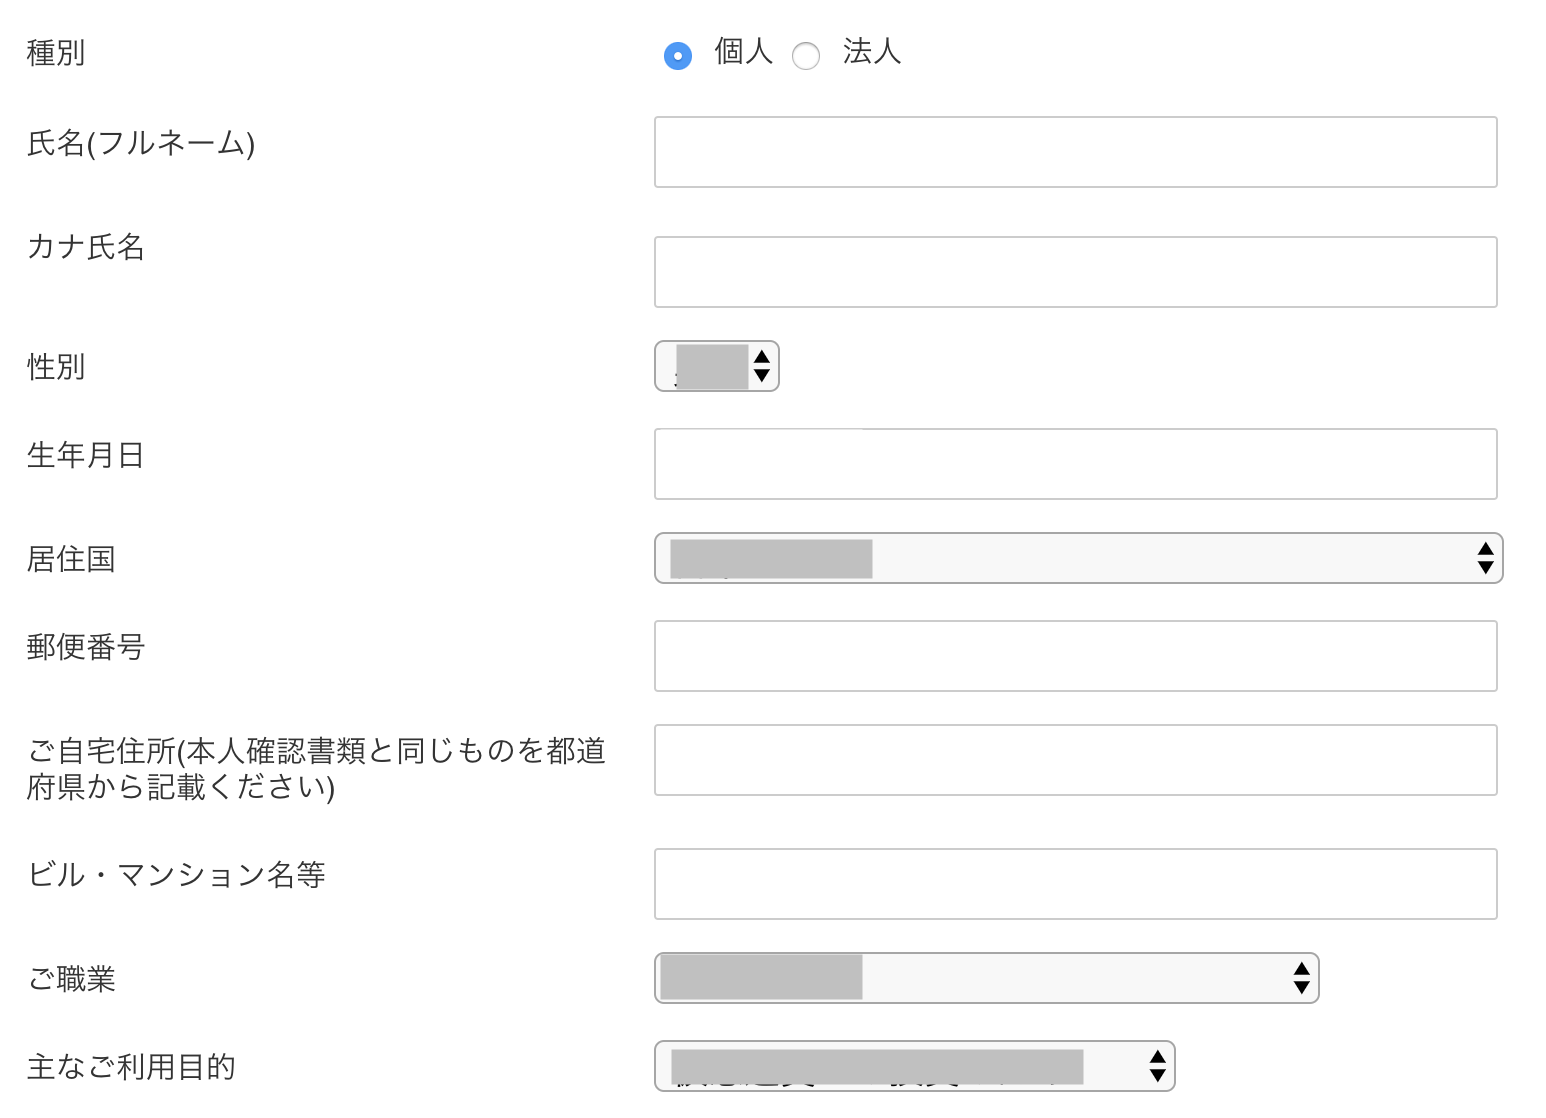 種別
個人 法人
氏名(フルネーム)
カナ氏名
性別
生年月日
居住国
郵便番号
ご自宅住所(本人確認書類と同じものを都道
府県から記載ください)
ビル・マンション名等
ご職業
主なご利用目的